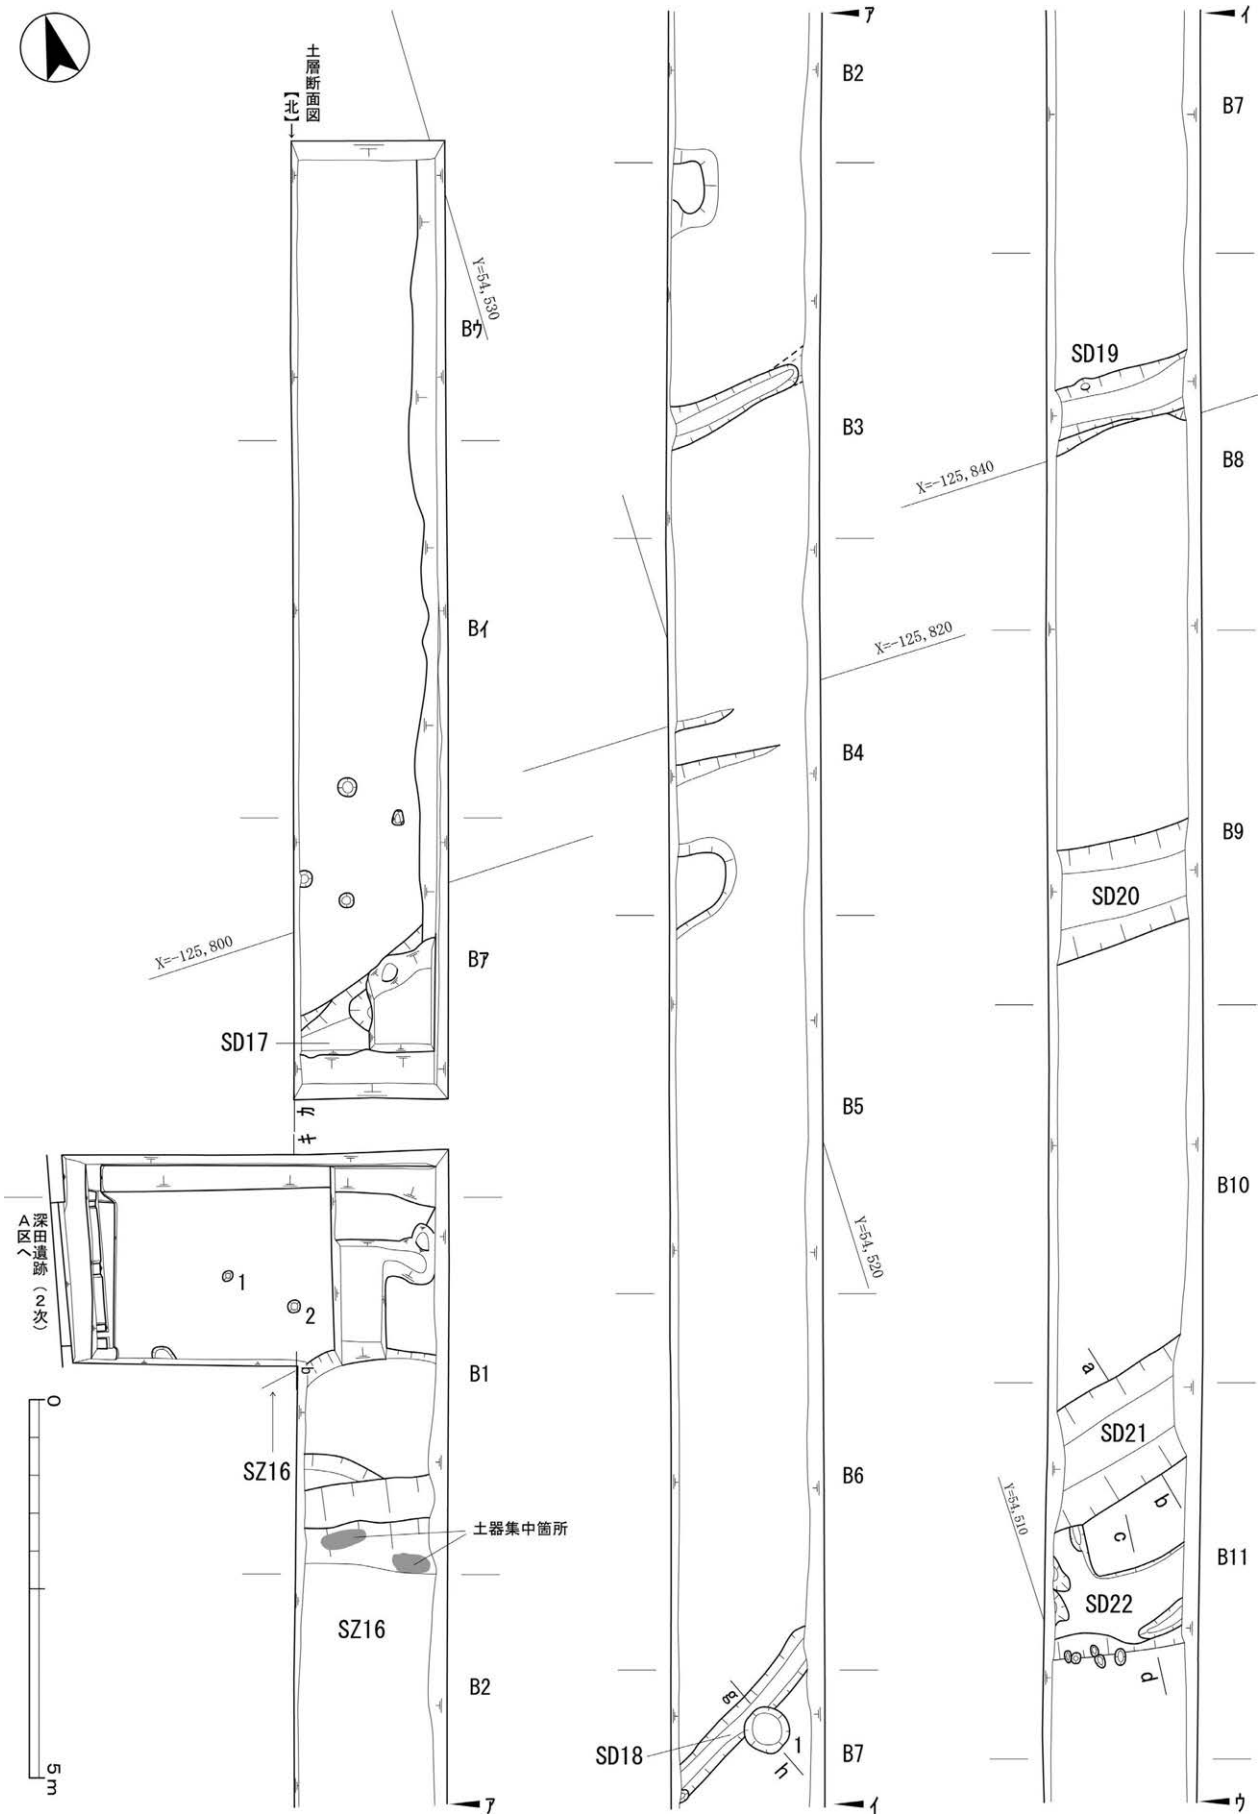 土層断面図
【北】
Y=54,530
Bウ
Bイ
X=-125,800
Bア
SD17
カ
キ
深田遺跡(2次)
A区へ
1
2
b
B1
SZ16
土器集中箇所
SZ16
B2
0
5m
ア
ア
B2
B3
X=-125,820
B4
B5
Y=54,520
B6
g
SD18
1
h
B7
イ
イ
B7
SD19
X=-125,840
B8
B9
SD20
B10
a
SD21
b
c
Y=54,510
B11
SD22
d
ウ